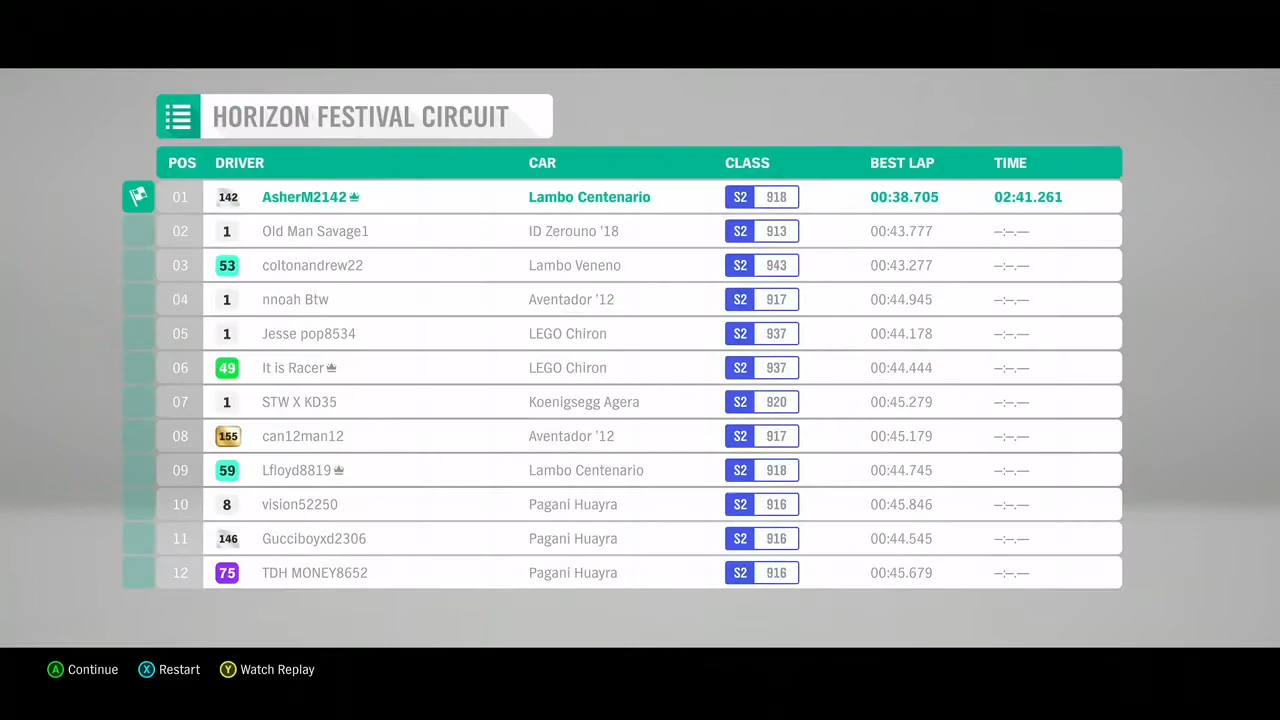 HORIZON FESTIVAL CIRCUIT
POS DRIVER CAR CLASS BEST LAP TIME
01 142 AsherM2142 Lambo Centenario S2 918 00:38.705 02:41.261
02 1 Old Man Savage1 ID Zerouno '18 S2 913 00:43.777 --:--.---
03 53 coltonandrew22 Lambo Veneno S2 943 00:43.277 --:--.---
04 1 nnoah Btw Aventador '12 S2 917 00:44.945 --:--.---
05 1 Jesse pop8534 LEGO Chiron S2 937 00:44.178 --:--.---
06 49 It is Racer LEGO Chiron S2 937 00:44.444 --:--.---
07 1 STW X KD35 Koenigsegg Agera S2 920 00:45.279 --:--.---
08 155 can12man12 Aventador '12 S2 917 00:45.179 --:--.---
09 59 Lfloyd8819 Lambo Centenario S2 918 00:44.745 --:--.---
10 8 vision52250 Pagani Huayra S2 916 00:45.846 --:--.---
11 146 Gucciboyxd2306 Pagani Huayra S2 916 00:44.545 --:--.---
12 75 TDH MONEY8652 Pagani Huayra S2 916 00:45.679 --:--.---
A Continue X Restart Y Watch Replay